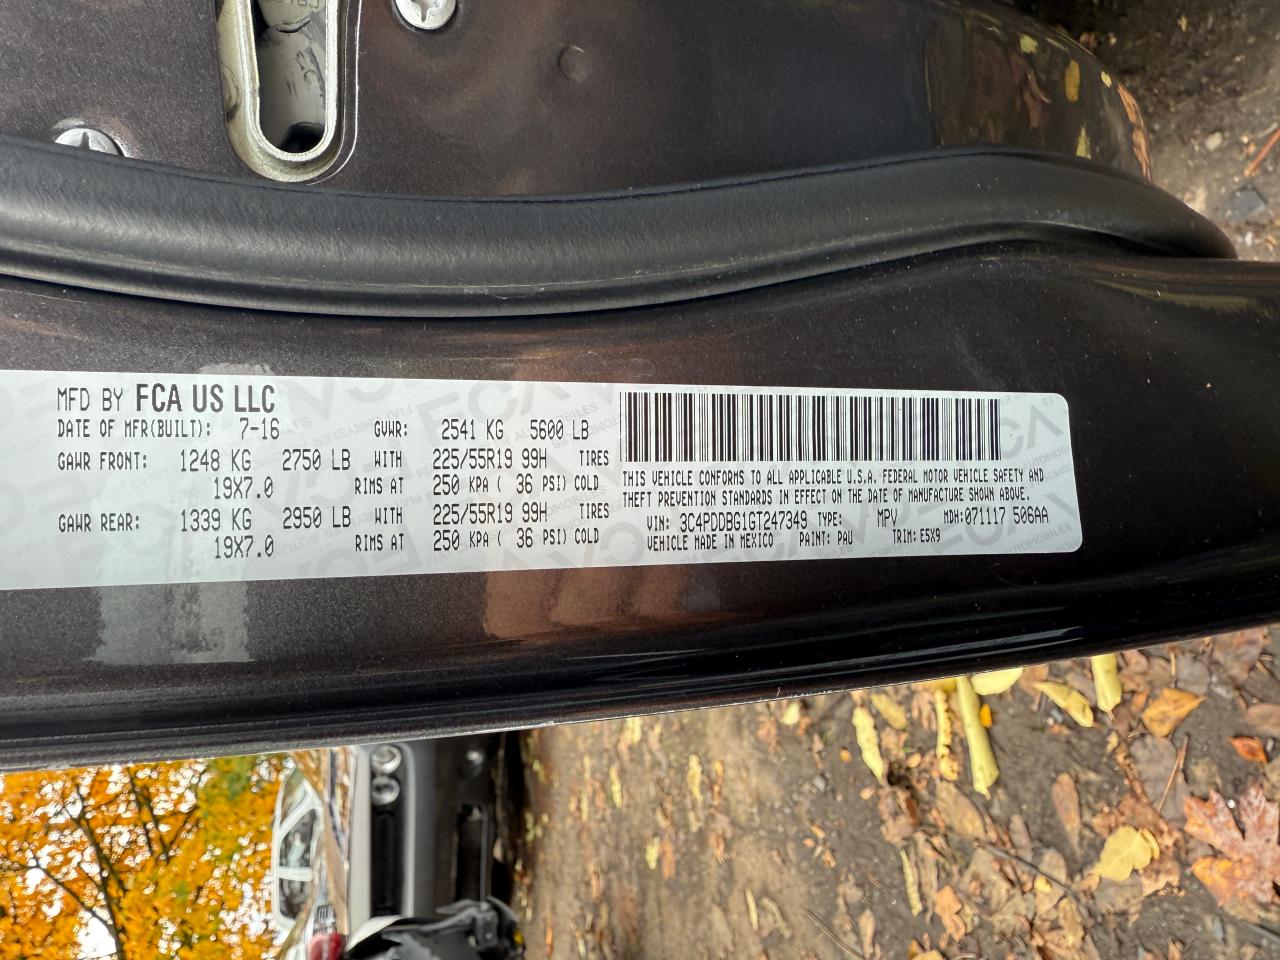 MFD BY FCA US LLC
DATE OF MFR(BUILT): 7-16 GVWR: 2541 KG 5600 LB
GAWR FRONT: 1248 KG 2750 LB WITH 225/55R19 99H TIRES
19X7.0 RIMS AT 250 KPA ( 36 PSI) COLD
GAWR REAR: 1339 KG 2950 LB WITH 225/55R19 99H TIRES
19X7.0 RIMS AT 250 KPA ( 36 PSI) COLD
THIS VEHICLE CONFORMS TO ALL APPLICABLE U.S.A. FEDERAL MOTOR VEHICLE SAFETY AND
THEFT PREVENTION STANDARDS IN EFFECT ON THE DATE OF MANUFACTURE SHOWN ABOVE.
VIN: 3C4PDDBG1GT247349 TYPE: MPV MDH:071117 506AA
VEHICLE MADE IN MEXICO PAINT: PAU TRIM: E5X9